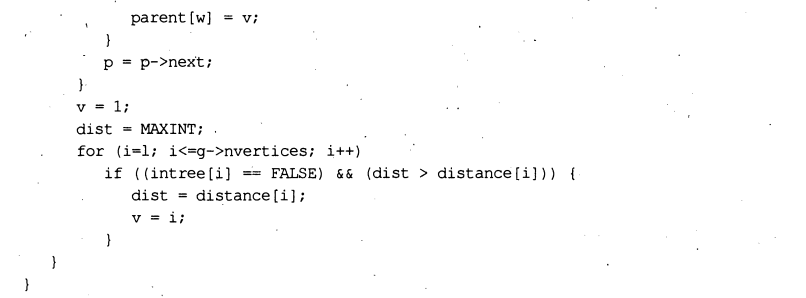 parent[w] = v;
}
p = p->next;
}
v = 1;
dist = MAXINT;
for (i=1; i<=g->nvertices; i++)
if ((intree[i] == FALSE) && (dist > distance[i])) {
dist = distance[i];
v = i;
}
}
}